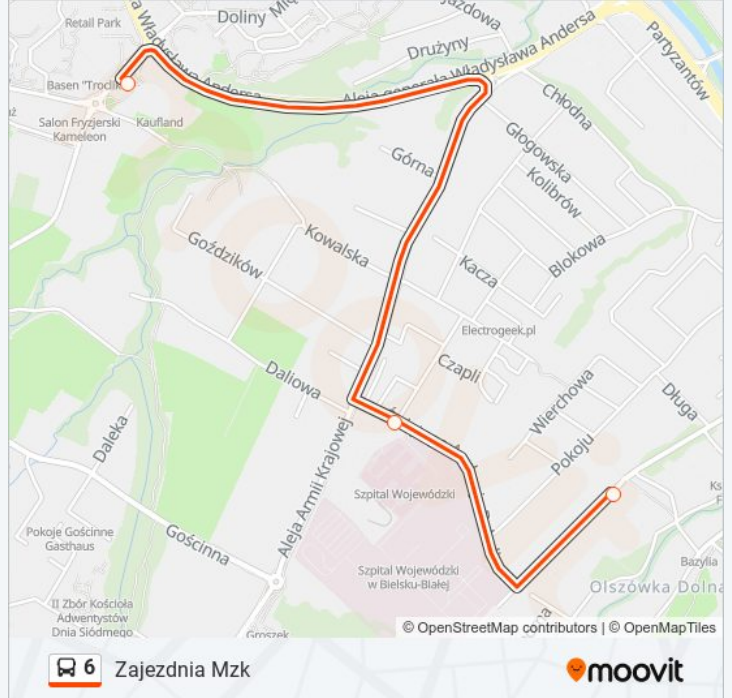 Retail Park
Doliny
Władysława Andersa
Drużyny
Aleja generała Władysława Andersa
Partyzantów
Basen "Troclik
Salon Fryzjerski
Kameleon
Kaufland
Chłodna
Głogowska
Górna
Kolibrów
Kowalska
Goździków
Blokowa
Kacza
Electrogeek.pl
Czapli
Daliowa
Wierchowa
Długa
Daleka
Pokoju
Aleja Armii Krajowej
Szpital Wojewódzki
Gościnna
Pokoje Gościnne
Gasthaus
Szpital Wojewódzki
w Bielsku-Białej
Bazylia
Olszówka Dolna
II Zbór Kościoła
Adwentystów
Dnia Siódmego
Groszek
© OpenStreetMap contributors | © OpenMapTiles
6 Zajezdnia Mzk
moovit